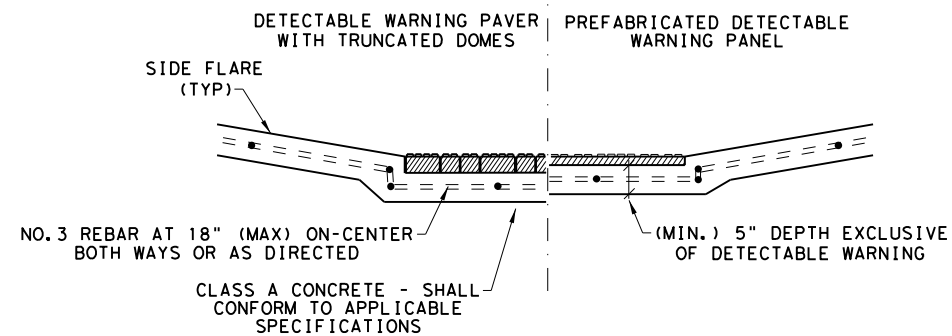 DETECTABLE WARNING PAVER
WITH TRUNCATED DOMES
PREFABRICATED DETECTABLE
WARNING PANEL
SIDE FLARE
(TYP)
NO.3 REBAR AT 18" (MAX) ON-CENTER
BOTH WAYS OR AS DIRECTED
(MIN.) 5" DEPTH EXCLUSIVE
OF DETECTABLE WARNING
CLASS A CONCRETE - SHALL
CONFORM TO APPLICABLE
SPECIFICATIONS